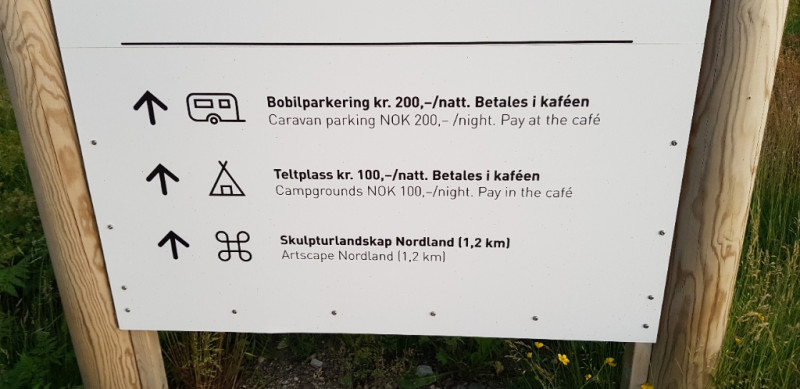 Bobilparkering kr. 200,–/natt. Betales i kaféen
Caravan parking NOK 200,– /night. Pay at the café
Teltplass kr. 100,–/natt. Betales i kaféen
Campgrounds NOK 100,–/night. Pay in the café
Skulpturlandskap Nordland (1,2 km)
Artscape Nordland (1,2 km)